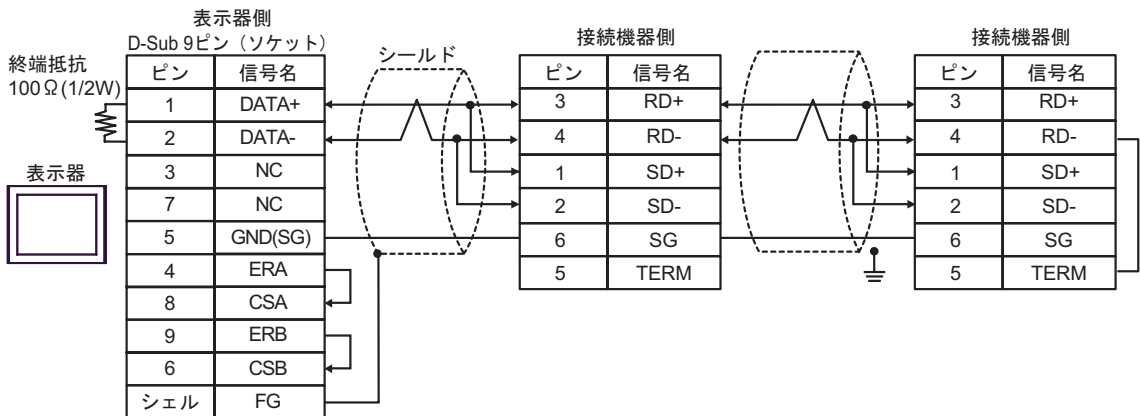 表示器側
D-Sub 9ピン（ソケット）
終端抵抗
100Ω(1/2W)
表示器
シールド
ピン 信号名
1 DATA+
2 DATA-
3 NC
7 NC
5 GND(SG)
4 ERA
8 CSA
9 ERB
6 CSB
シェル FG
接続機器側
ピン 信号名
3 RD+
4 RD-
1 SD+
2 SD-
6 SG
5 TERM
接続機器側
ピン 信号名
3 RD+
4 RD-
1 SD+
2 SD-
6 SG
5 TERM